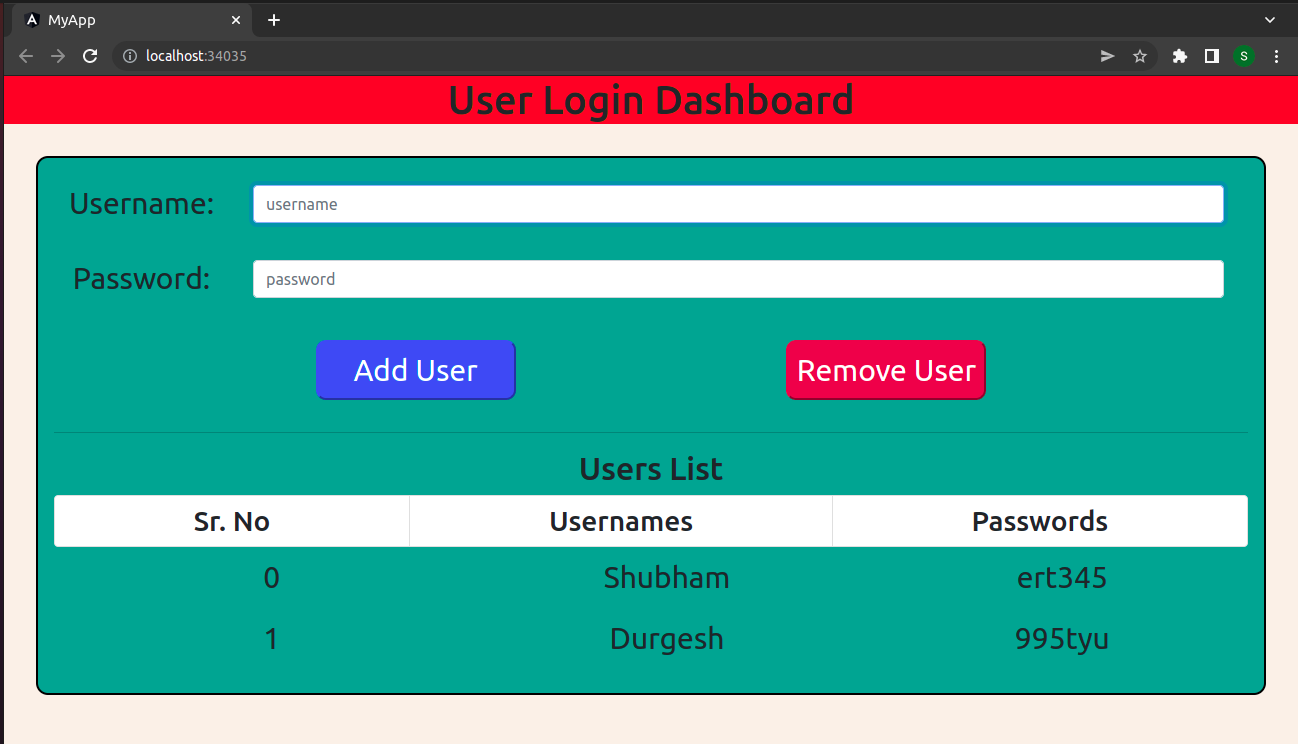 MyApp
localhost:34035
S
User Login Dashboard
Username: username
Password: password
Add User Remove User
Users List
Sr. No Usernames Passwords
0 Shubham ert345
1 Durgesh 995tyu